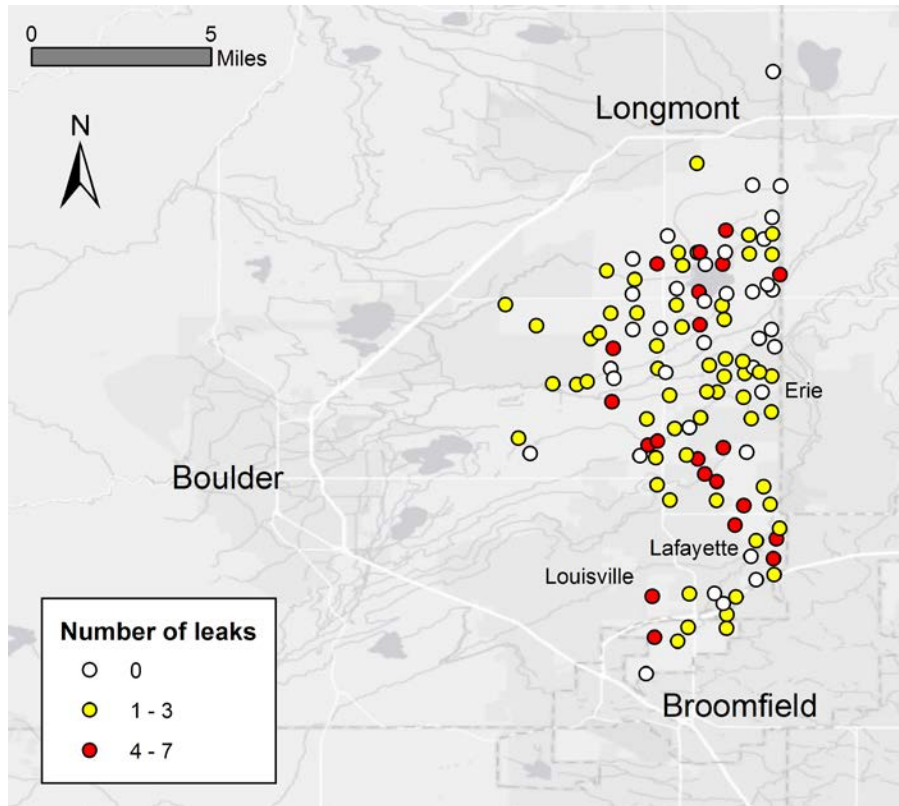 0 5
Miles
N
Longmont
Erie
Boulder
Lafayette
Louisville
Number of leaks
0
1 - 3
4 - 7
Broomfield